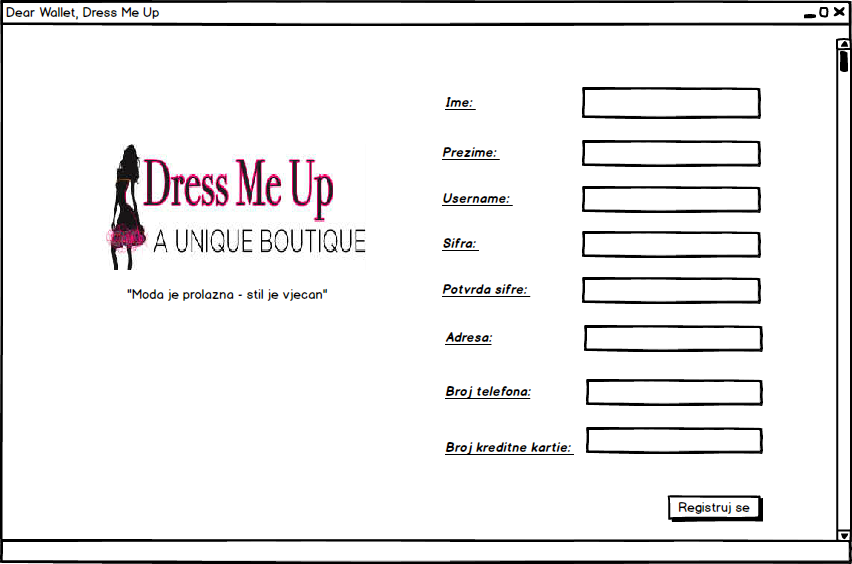 Dear Wallet, Dress Me Up
Dress Me Up
A UNIQUE BOUTIQUE
"Moda je prolazna - stil je vjecan"
Ime:
Prezime:
Username:
Sifra:
Potvrda sifre:
Adresa:
Broj telefona:
Broj kreditne kartie:
Registruj se